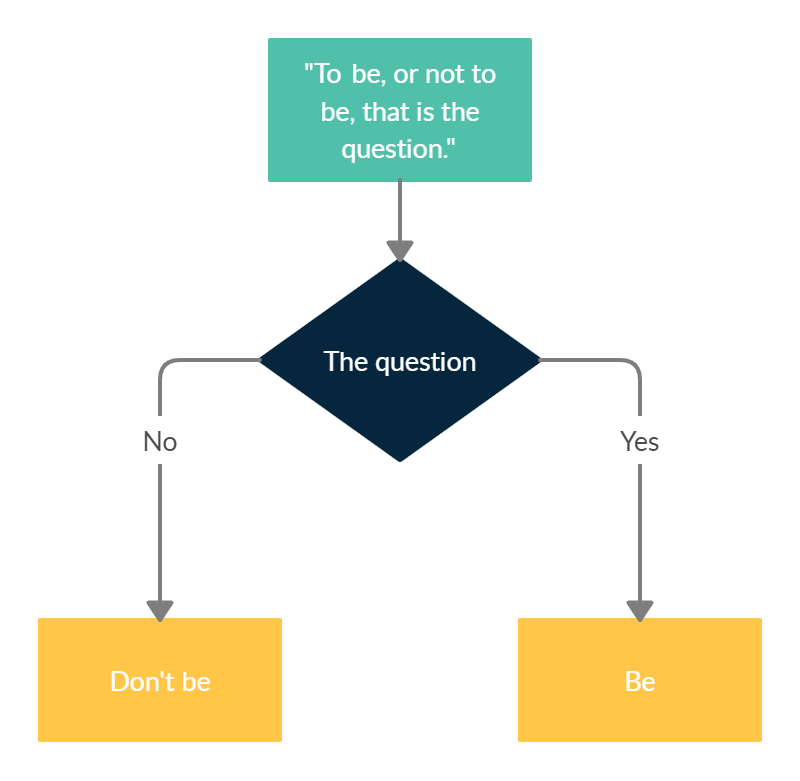 "To be, or not to
be, that is the
question."
The question
No
Yes
Don't be
Be